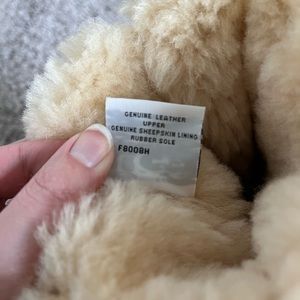 GENUINE LEATHER
UPPER
GENUINE SHEEPSKIN LINING
RUBBER SOLE
F8008H